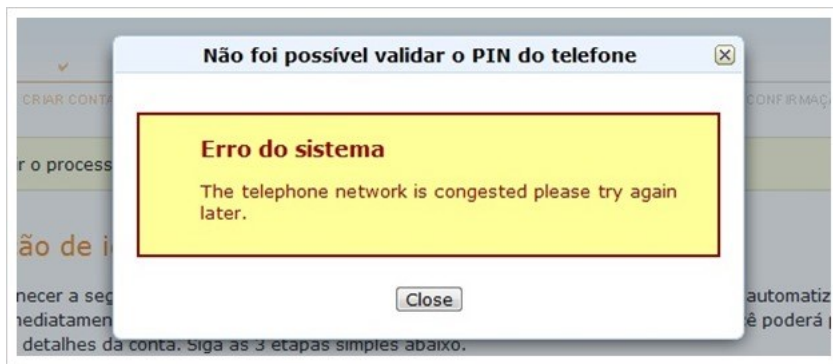 Não foi possível validar o PIN do telefone
CRIAR CONTA
CONFIRMAÇ
Erro do sistema
r o process
The telephone network is congested please try again
later.
ão de i
Close
necer a seg
automatiz
nediatamen
ê poderá
detalhes da conta. Siga as 3 etapas simples abaixo.